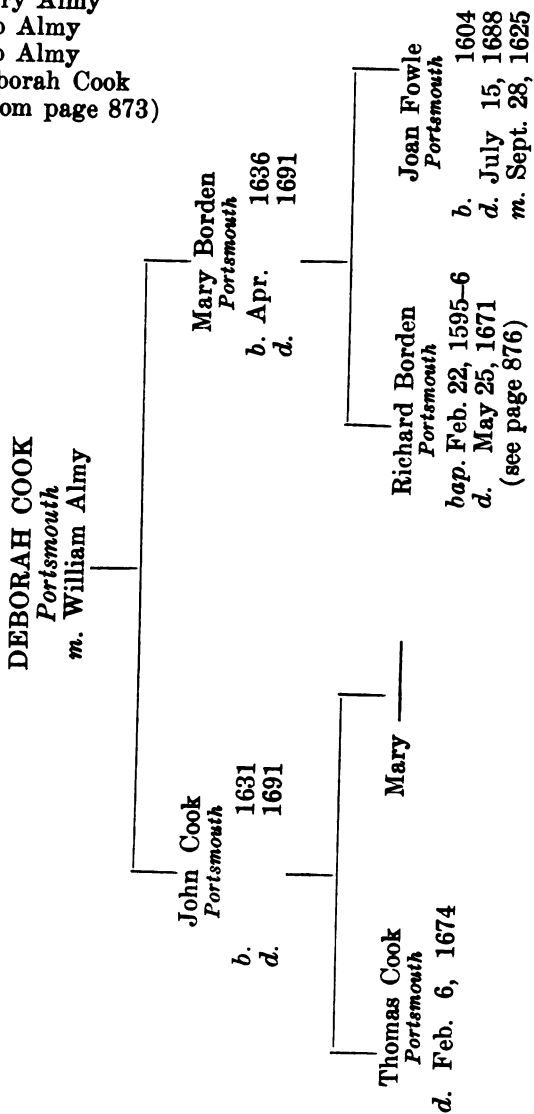 ry Almy
o Almy
o Almy
borah Cook
om page 873)
DEBORAH COOK
Portsmouth
m. William Almy
John Cook
Portsmouth
b. 1631
d. 1691
Mary Borden
Portsmouth
b. Apr. 1636
d. 1691
Thomas Cook
Portsmouth
d. Feb. 6, 1674
Mary ———
Richard Borden
Portsmouth
bap. Feb. 22, 1595–6
d. May 25, 1671
(see page 876)
Joan Fowle
Portsmouth
b. 1604
d. July 15, 1688
m. Sept. 28, 1625